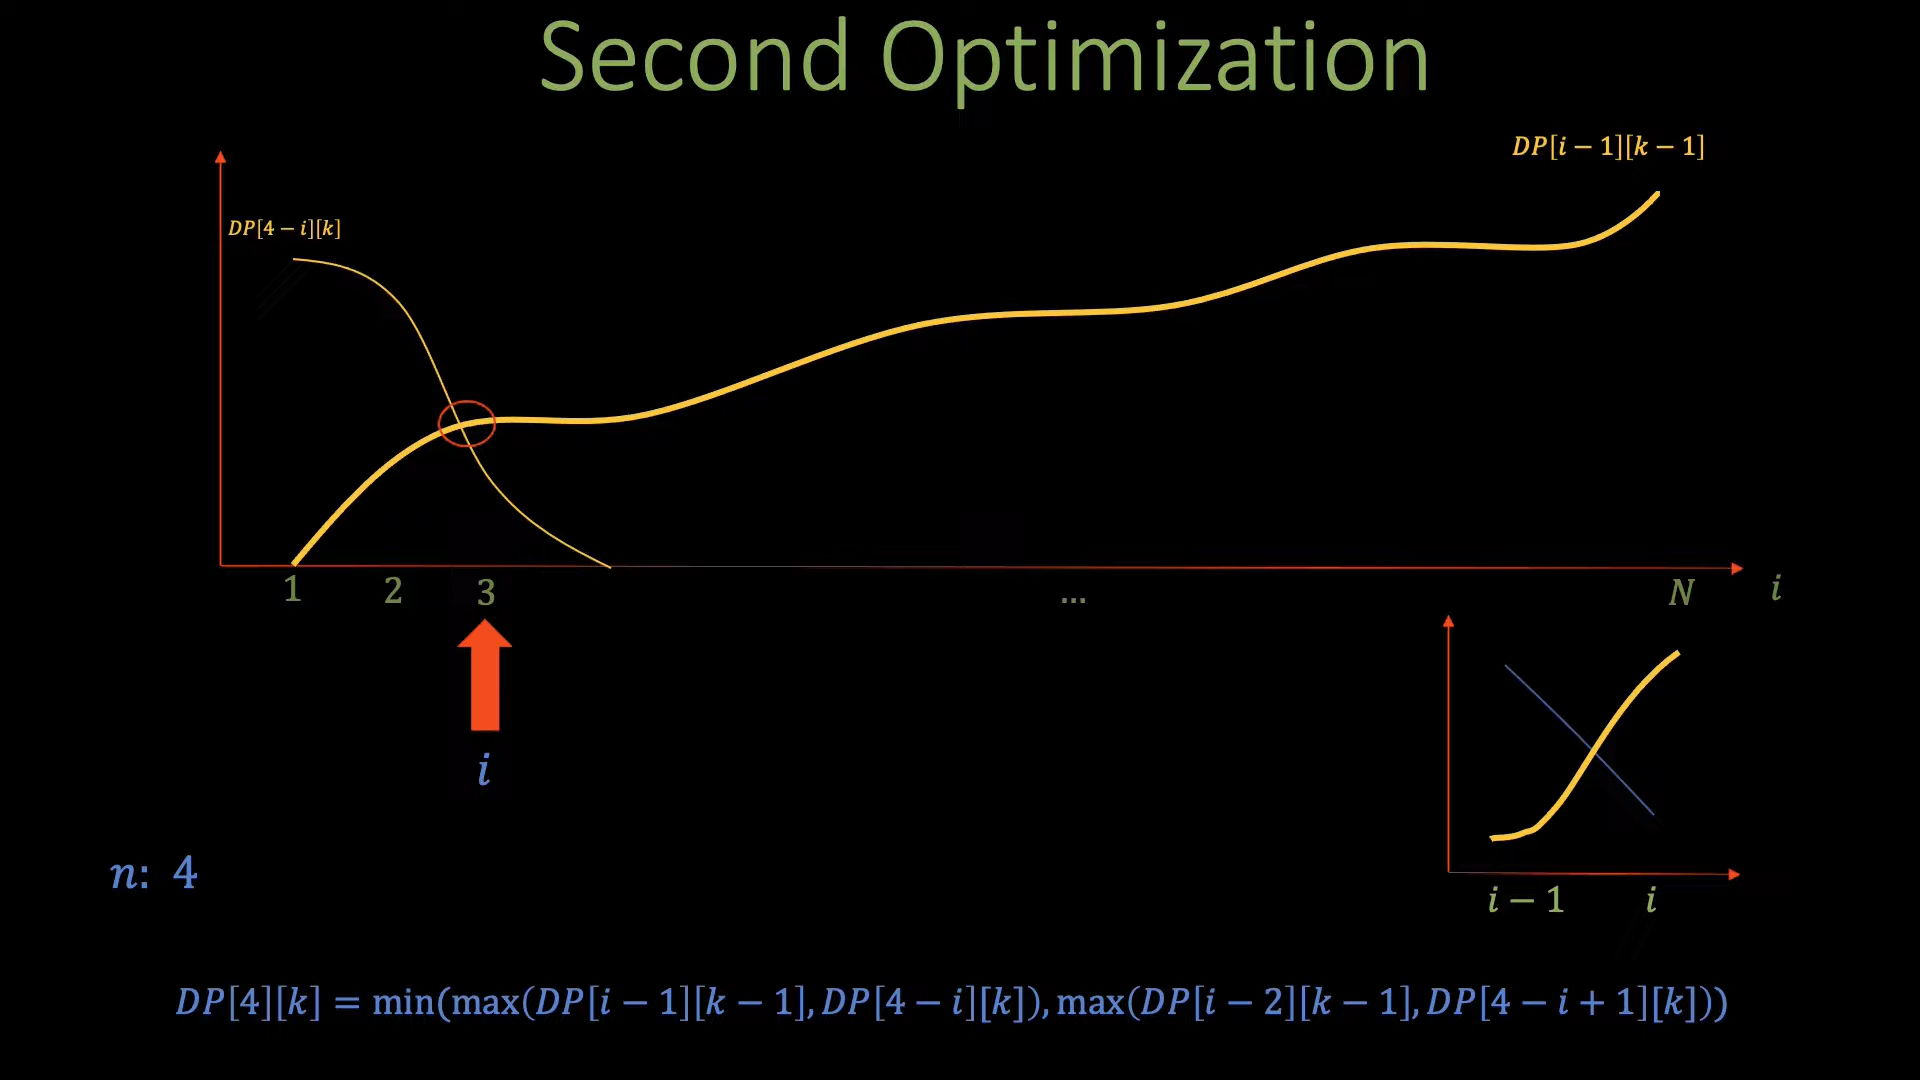 Second Optimization
DP[i − 1][k − 1]
DP[4 − i][k]
1 2 3 ... N i
i
n: 4
i − 1 i
DP[4][k] = min(max(DP[i − 1][k − 1], DP[4 − i][k]), max(DP[i − 2][k − 1], DP[4 − i + 1][k]))